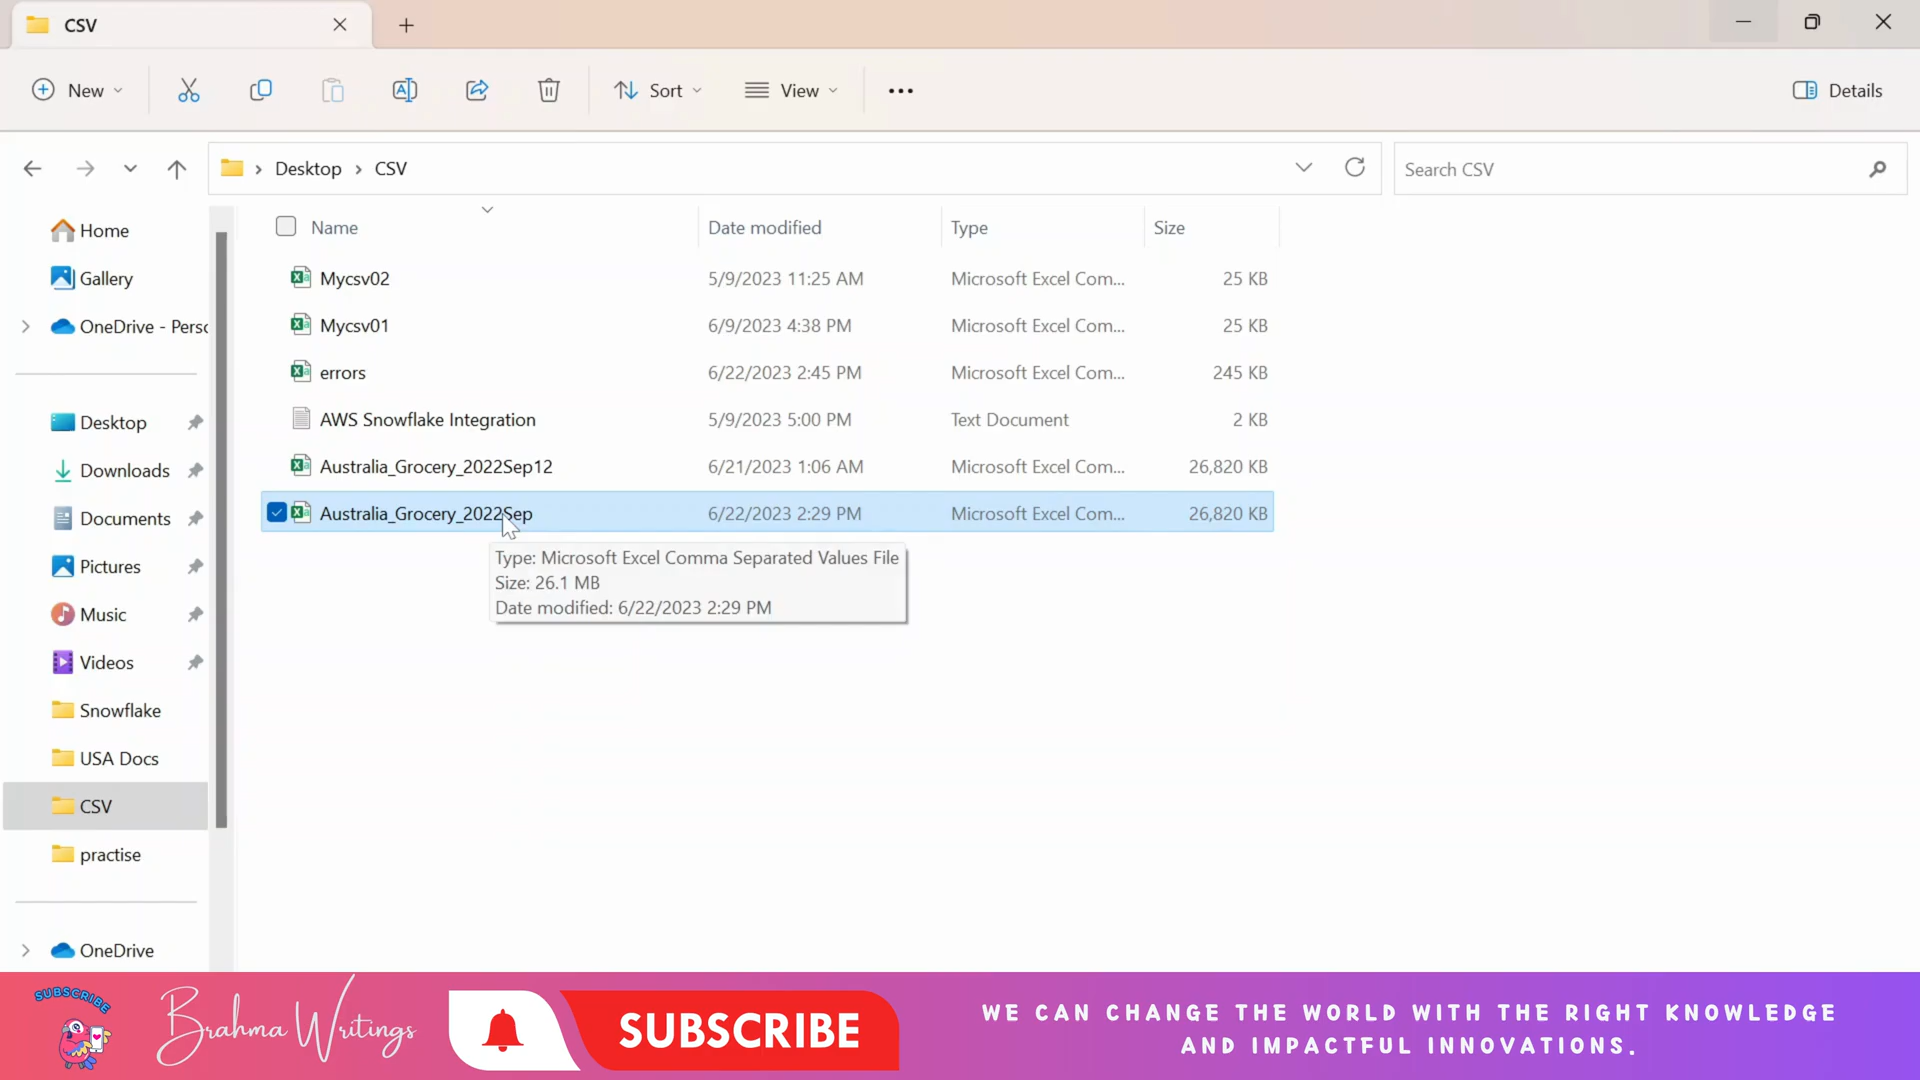 CSV
New
Sort
View
Details
Desktop
CSV
Search CSV
Home
Gallery
OneDrive - Perso
Desktop
Downloads
Documents
Pictures
Music
Videos
Snowflake
USA Docs
CSV
practise
OneDrive
Name Date modified Type Size
Mycsv02 5/9/2023 11:25 AM Microsoft Excel Com... 25 KB
Mycsv01 6/9/2023 4:38 PM Microsoft Excel Com... 25 KB
errors 6/22/2023 2:45 PM Microsoft Excel Com... 245 KB
AWS Snowflake Integration 5/9/2023 5:00 PM Text Document 2 KB
Australia_Grocery_2022Sep12 6/21/2023 1:06 AM Microsoft Excel Com... 26,820 KB
Australia_Grocery_2022Sep 6/22/2023 2:29 PM Microsoft Excel Com... 26,820 KB
Type: Microsoft Excel Comma Separated Values File
Size: 26.1 MB
Date modified: 6/22/2023 2:29 PM
SUBSCRIBE
Brahma Writings
SUBSCRIBE
WE CAN CHANGE THE WORLD WITH THE RIGHT KNOWLEDGE
AND IMPACTFUL INNOVATIONS.